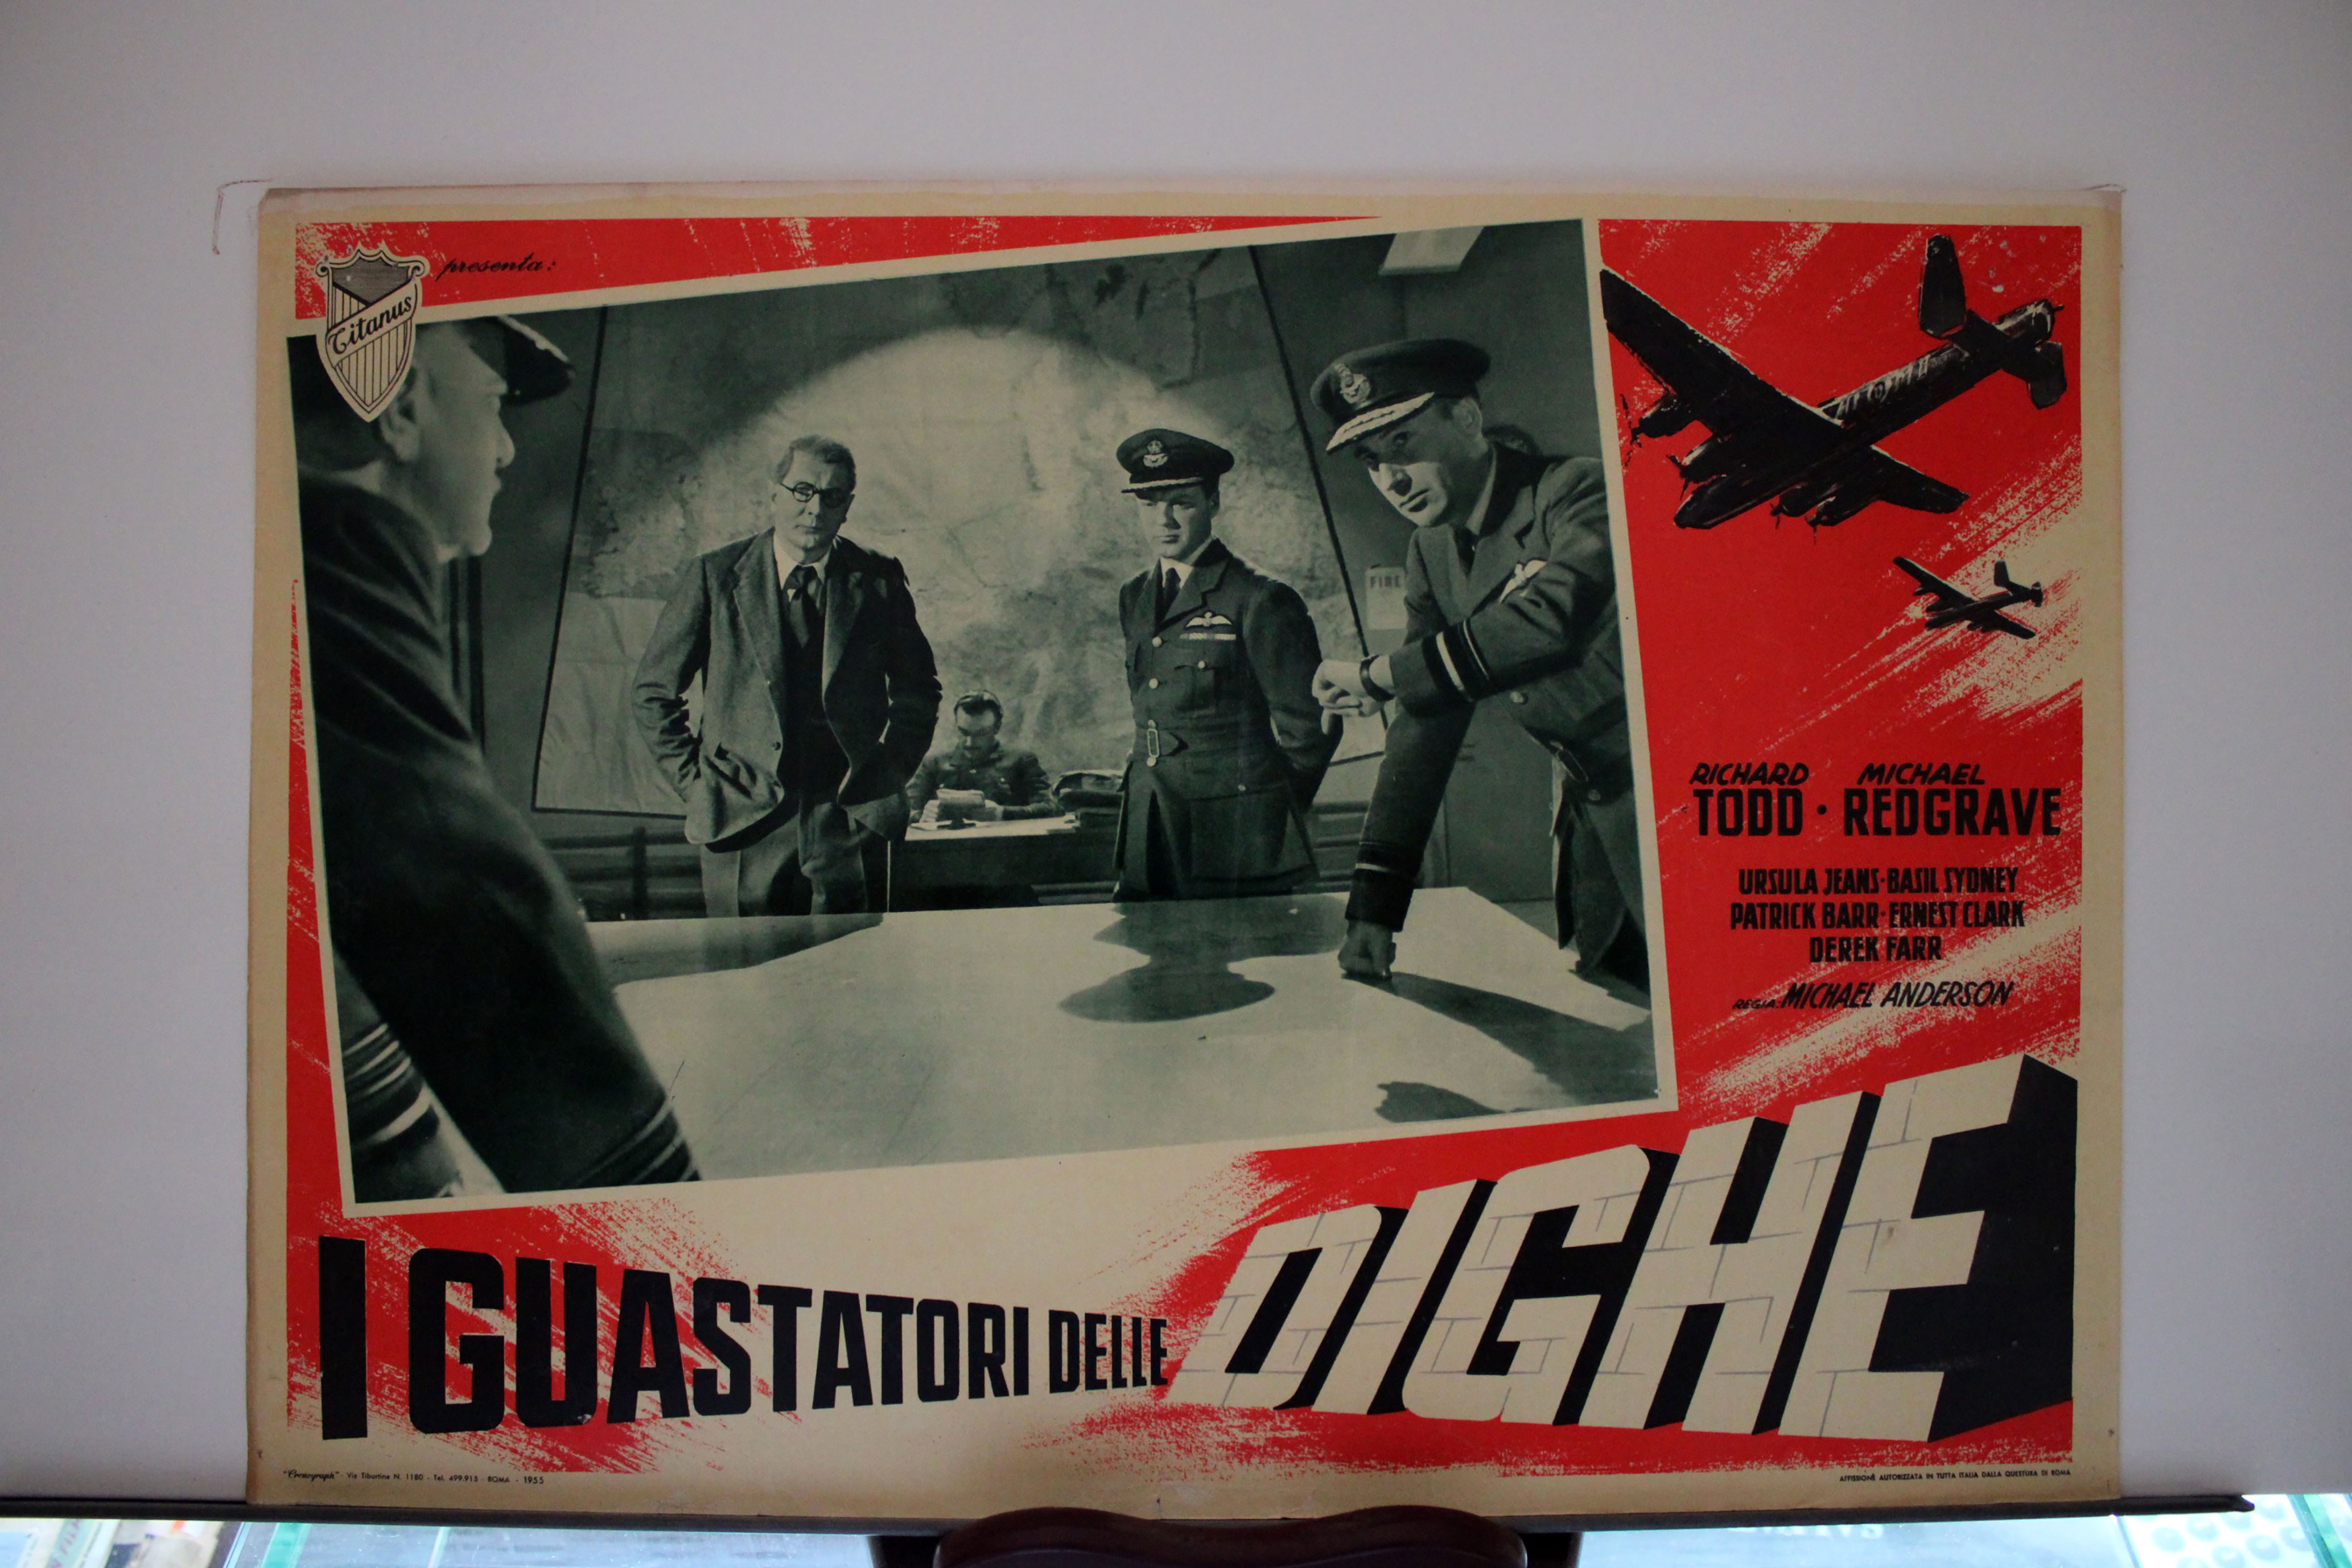 Titanus
presenta:
FIRE
RICHARD MICHAEL
TODD · REDGRAVE
URSULA JEANS · BASIL SYDNEY
PATRICK BARR · ERNEST CLARK
DEREK FARR
REGIA MICHAEL ANDERSON
I GUASTATORI DELLE DIGHE
Via Tiburtina N. 1180 - Tel. 499.915 - ROMA - 1955
AFFISSIONE AUTORIZZATA IN TUTTA ITALIA DALLA QUESTURA DI ROMA